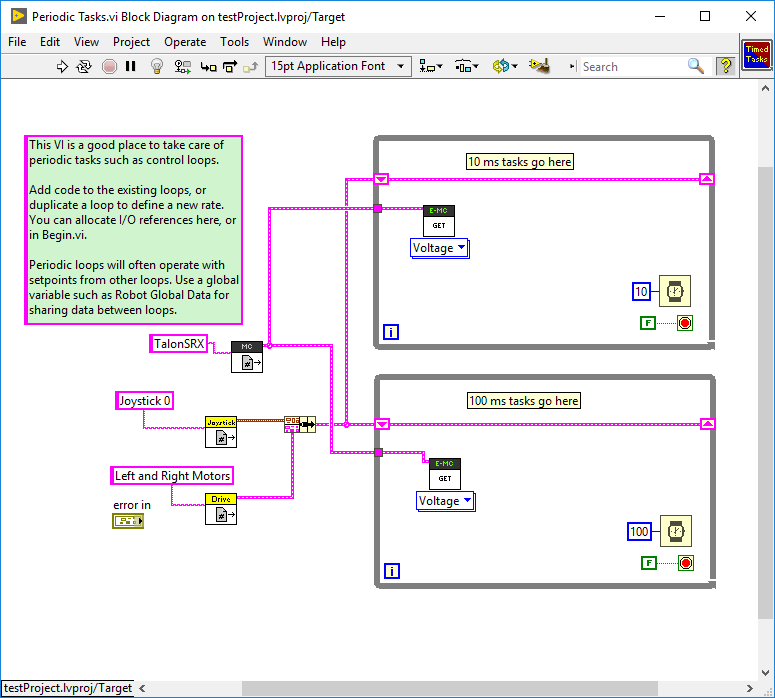 Periodic Tasks.vi Block Diagram on testProject.lvproj/Target
File Edit View Project Operate Tools Window Help
15pt Application Font
Search
?
Timed
Tasks
This VI is a good place to take care of
periodic tasks such as control loops.
Add code to the existing loops, or
duplicate a loop to define a new rate.
You can allocate I/O references here, or
in Begin.vi.
Periodic loops will often operate with
setpoints from other loops. Use a global
variable such as Robot Global Data for
sharing data between loops.
10 ms tasks go here
E-MC
GET
Voltage
10
F
i
TalonSRX
MC
#
Joystick 0
Joystick
#
Left and Right Motors
Drive
#
error in
100 ms tasks go here
E-MC
GET
Voltage
100
F
i
testProject.lvproj/Target